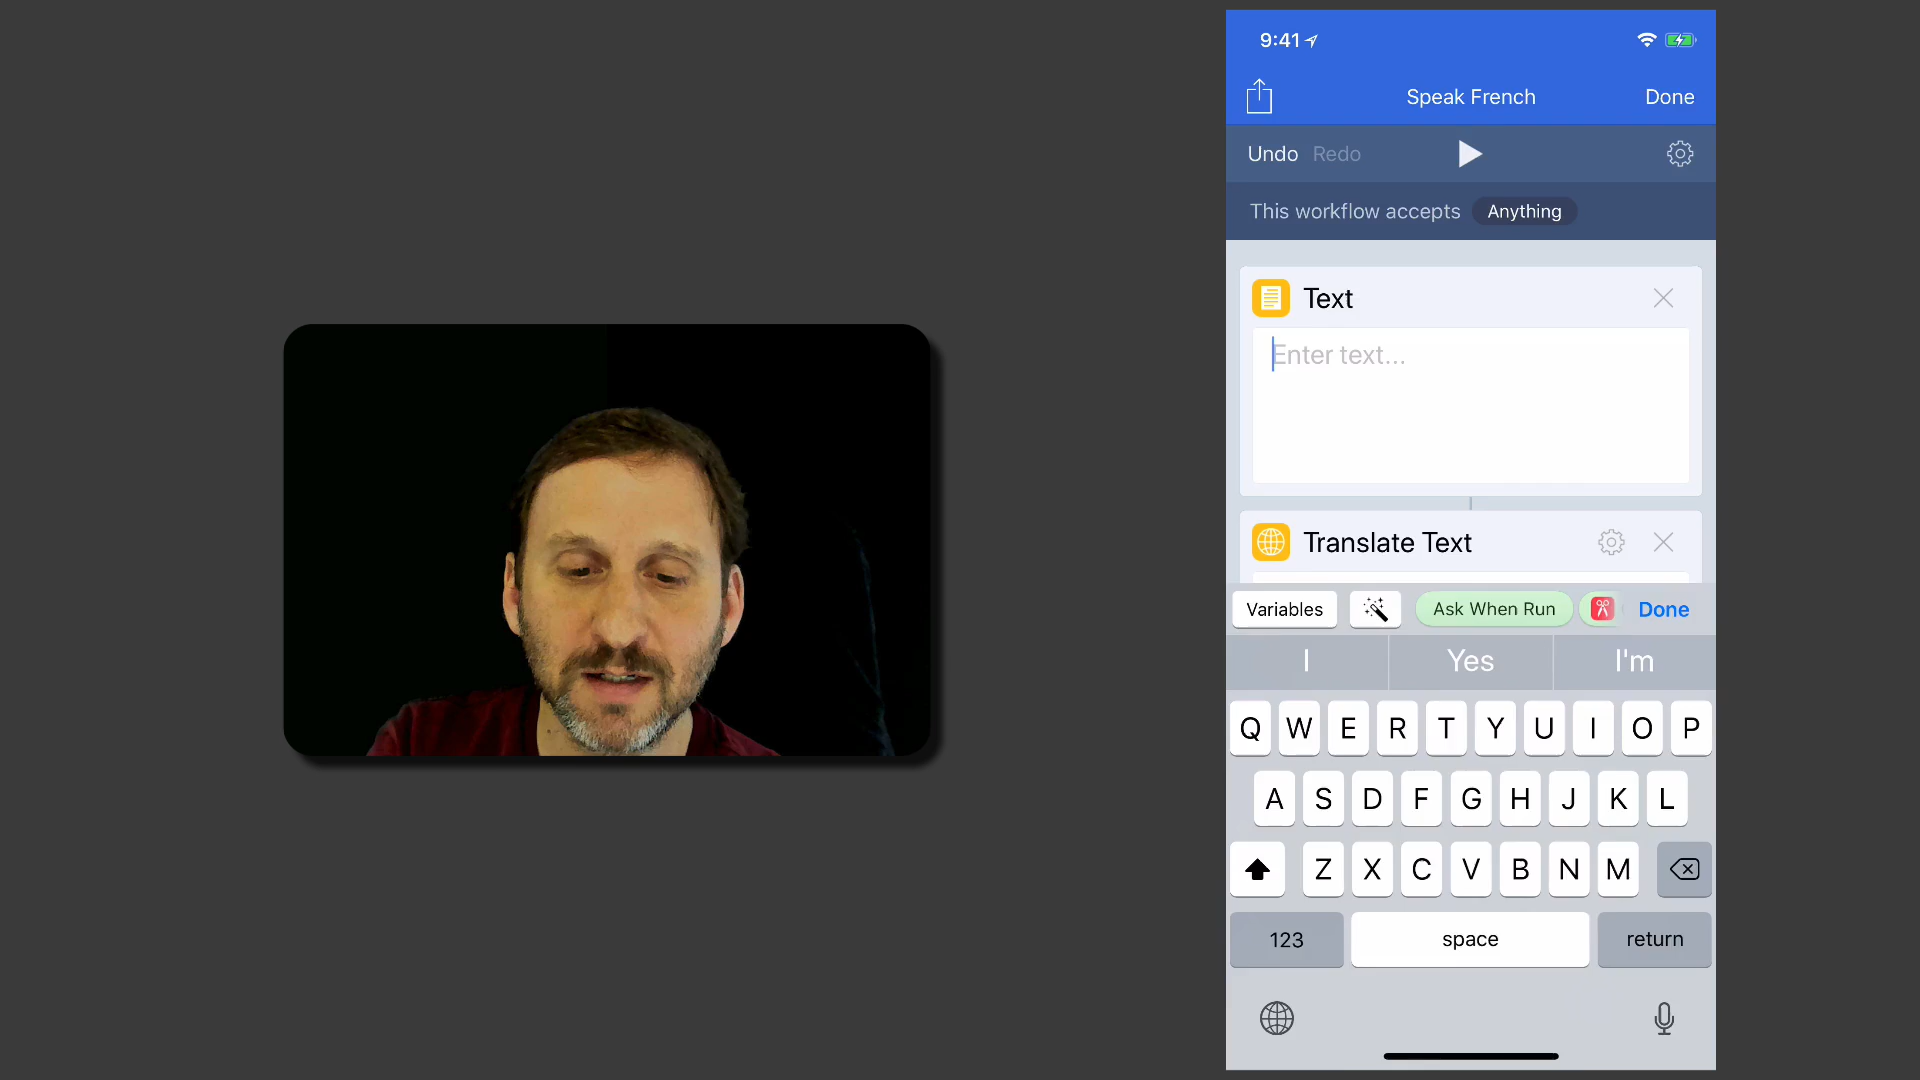 9:41
Speak French
Done
Undo
Redo
This workflow accepts
Anything
Text
Enter text...
Translate Text
Variables
Ask When Run
Done
I
Yes
I'm
Q W E R T Y U I O P
A S D F G H J K L
Z X C V B N M
123
space
return